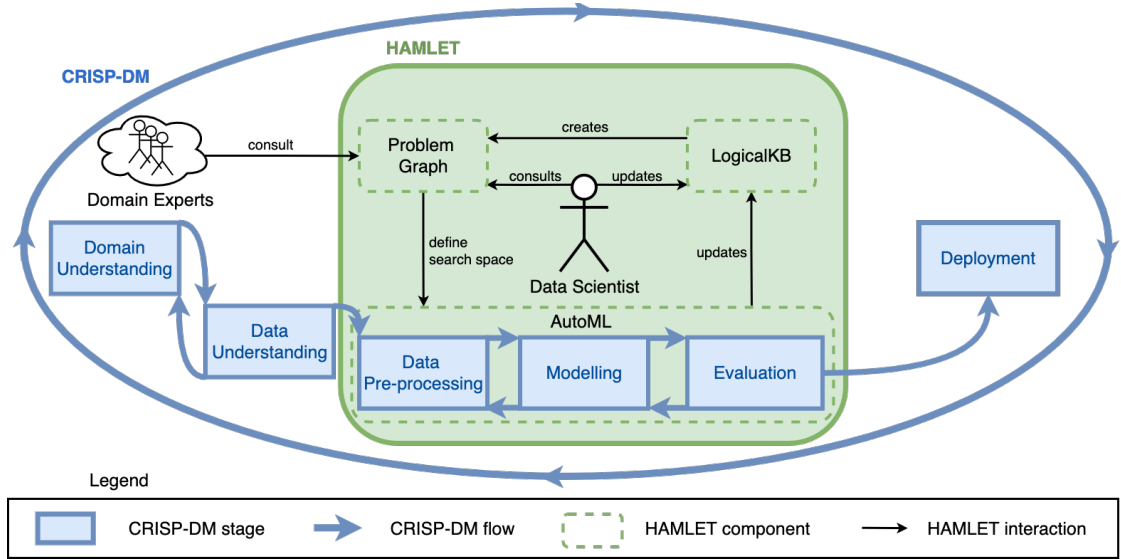 HAMLET
CRISP-DM
creates
Problem
Graph
LogicalKB
consult
consults
updates
Domain Experts
define
search space
updates
Domain
Understanding
Deployment
Data Scientist
AutoML
Data
Understanding
Data
Pre-processing
Modelling
Evaluation
Legend
CRISP-DM stage
CRISP-DM flow
HAMLET component
HAMLET interaction